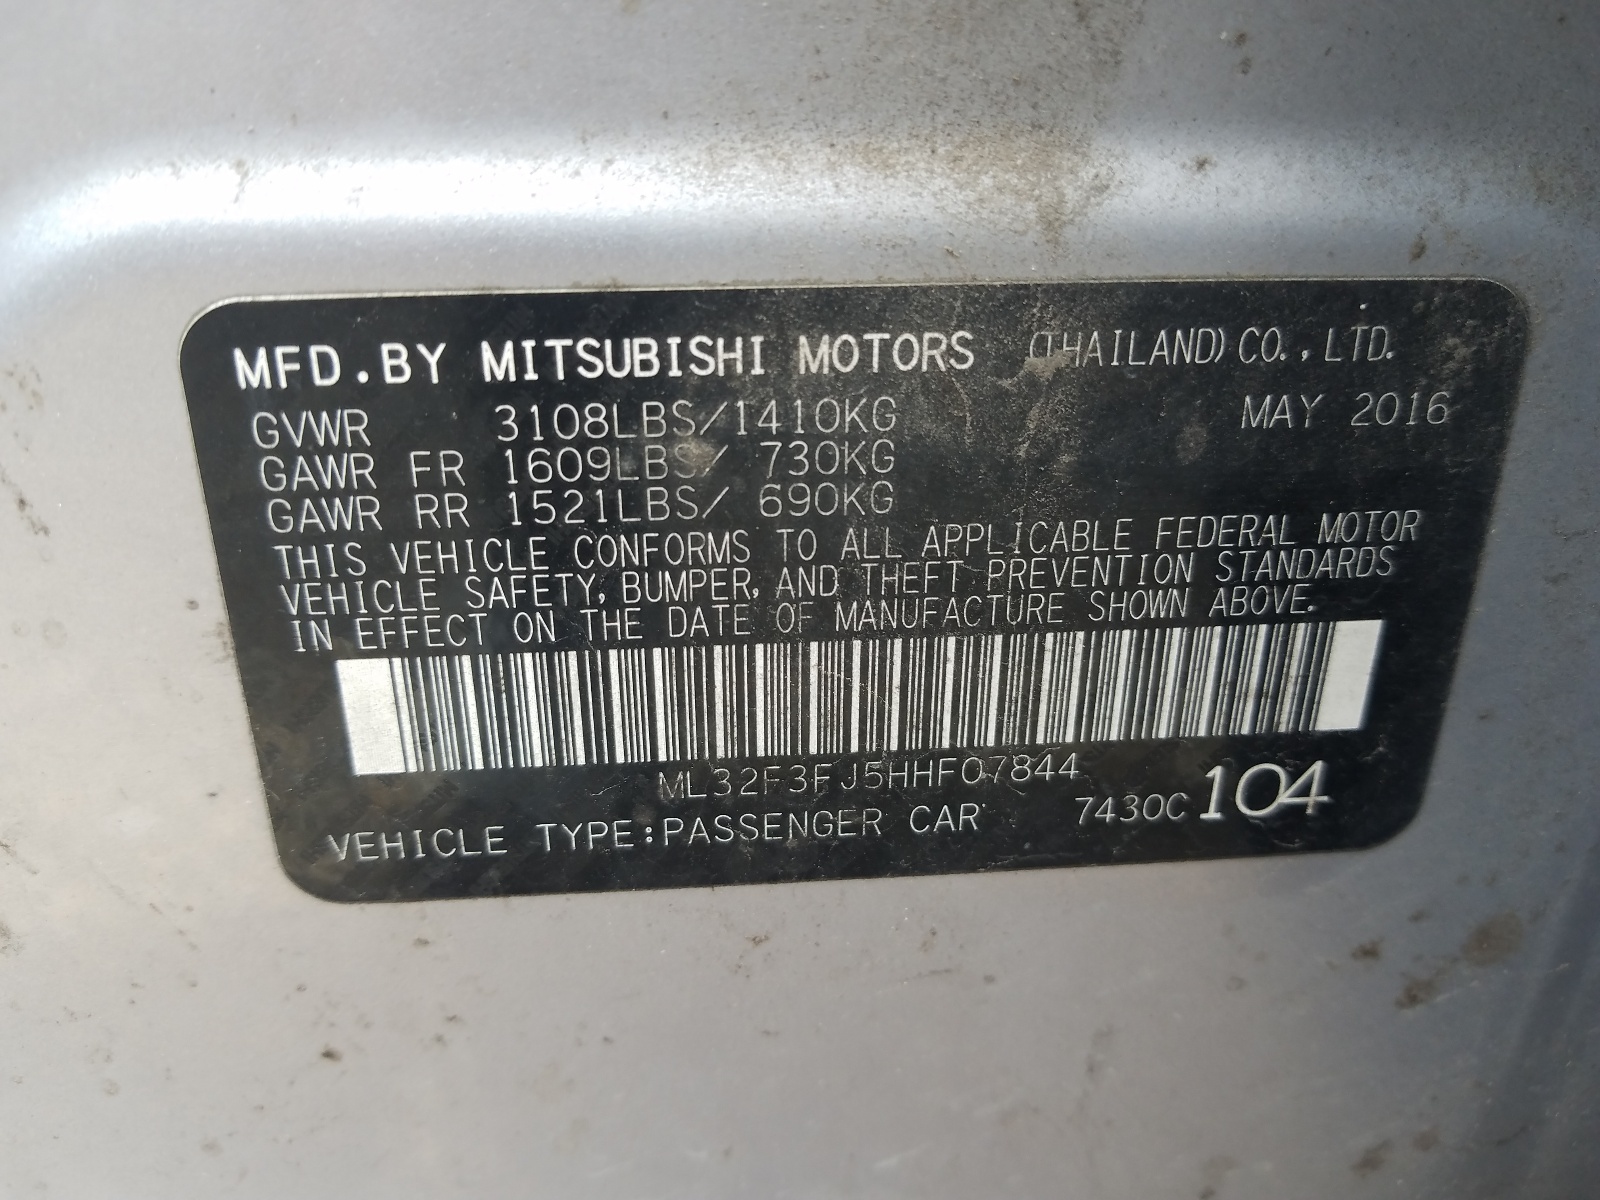 MFD.BY MITSUBISHI MOTORS (THAILAND)CO.,LTD.
GVWR 3108LBS/1410KG MAY 2016
GAWR FR 1609LBS/ 730KG
GAWR RR 1521LBS/ 690KG
THIS VEHICLE CONFORMS TO ALL APPLICABLE FEDERAL MOTOR
VEHICLE SAFETY, BUMPER, AND THEFT PREVENTION STANDARDS
IN EFFECT ON THE DATE OF MANUFACTURE SHOWN ABOVE.
ML32F3FJ5HHF07844
VEHICLE TYPE:PASSENGER CAR 7430C 104